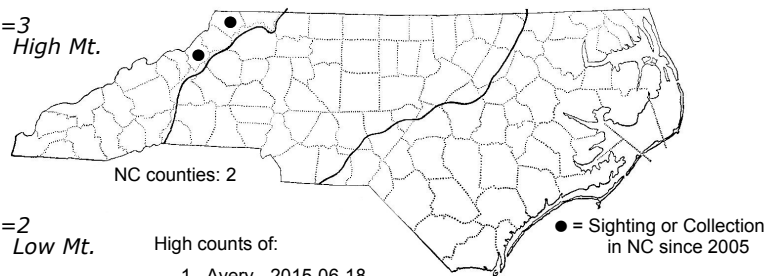 =3
High Mt.
NC counties: 2
=2
Low Mt.
High counts of:
● = Sighting or Collection
in NC since 2005
1 - Avery - 2015-06-18